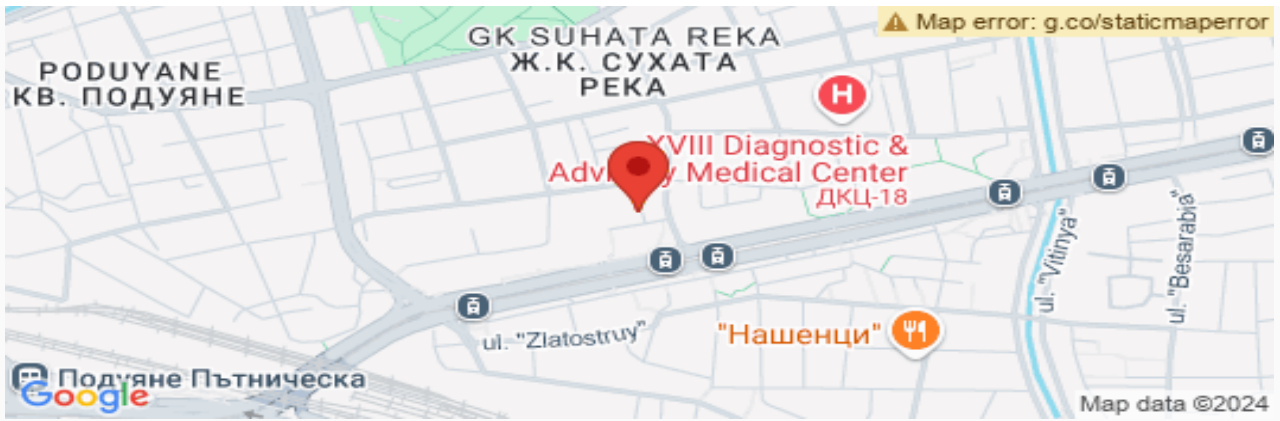 Map error: g.co/staticmaperror
GK SUHATA REKA
Ж.К. СУХАТА
РЕКА
PODUYANE
КВ. ПОДУЯНЕ
H
XVIII Diagnostic &
Medical Center
ДКЦ-18
ul. "Vitinya"
ul. "Besarabia"
ul. "Zlatostruy"
"Нашенци"
Подуяне Пътническа
Google
Map data ©2024